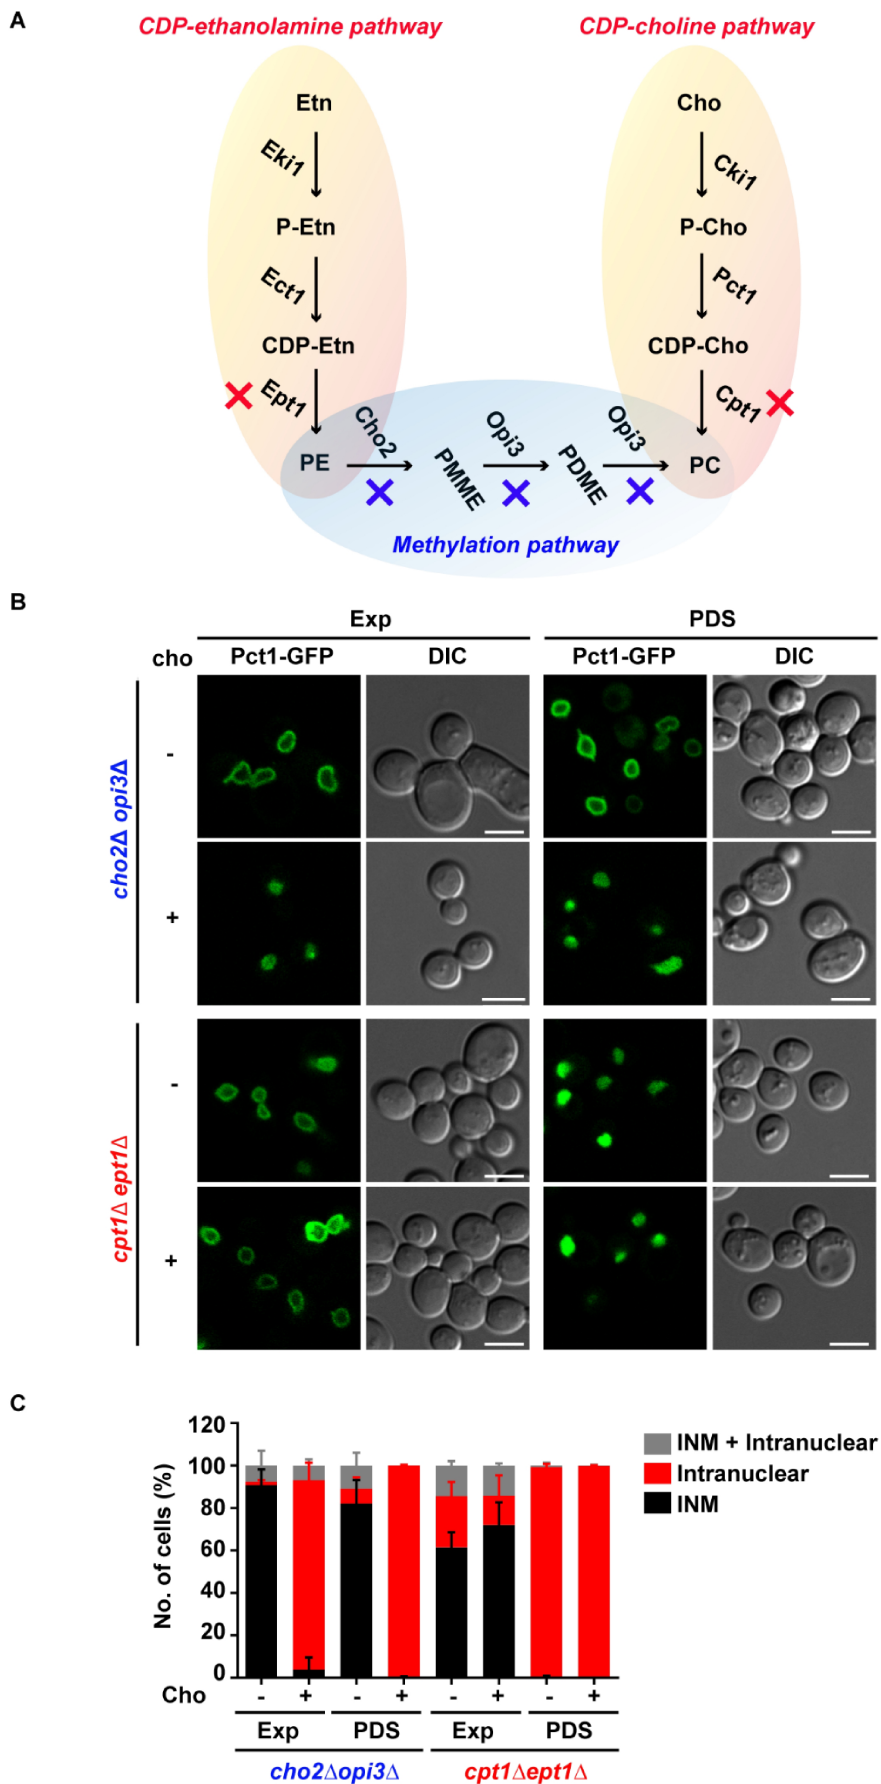 A
CDP-ethanolamine pathway CDP-choline pathway
Etn Cho
Eki1 Cki1
P-Etn P-Cho
Ect1 Pct1
CDP-Etn CDP-Cho
Ept1 Cpt1
Cho2 Opi3 Opi3
PE PMME PDME PC
Methylation pathway
B
Exp PDS
cho Pct1-GFP DIC Pct1-GFP DIC
cho2Δ opi3Δ
-
+
cpt1Δ ept1Δ
-
+
C
No. of cells (%)
120
100
80
60
40
20
0
INM + Intranuclear
Intranuclear
INM
Cho - + - + - + - +
Exp PDS Exp PDS
cho2Δopi3Δ cpt1Δept1Δ